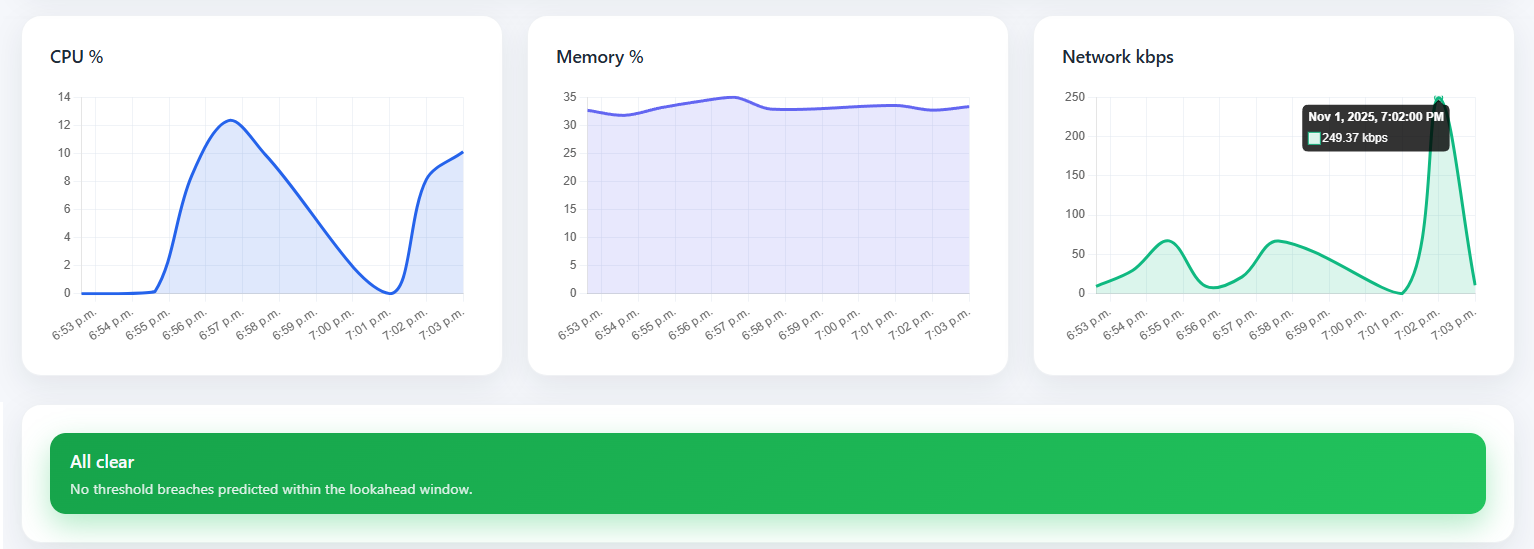 CPU %
14
12
10
8
6
4
2
0
6:53 p.m.
6:54 p.m.
6:55 p.m.
6:56 p.m.
6:57 p.m.
6:58 p.m.
6:59 p.m.
7:00 p.m.
7:01 p.m.
7:02 p.m.
7:03 p.m.
Memory %
35
30
25
20
15
10
5
0
6:53 p.m.
6:54 p.m.
6:55 p.m.
6:56 p.m.
6:57 p.m.
6:58 p.m.
6:59 p.m.
7:00 p.m.
7:01 p.m.
7:02 p.m.
7:03 p.m.
Network kbps
250
200
150
100
50
0
Nov 1, 2025, 7:02:00 PM
249.37 kbps
6:53 p.m.
6:54 p.m.
6:55 p.m.
6:56 p.m.
6:57 p.m.
6:58 p.m.
6:59 p.m.
7:00 p.m.
7:01 p.m.
7:02 p.m.
7:03 p.m.
All clear
No threshold breaches predicted within the lookahead window.